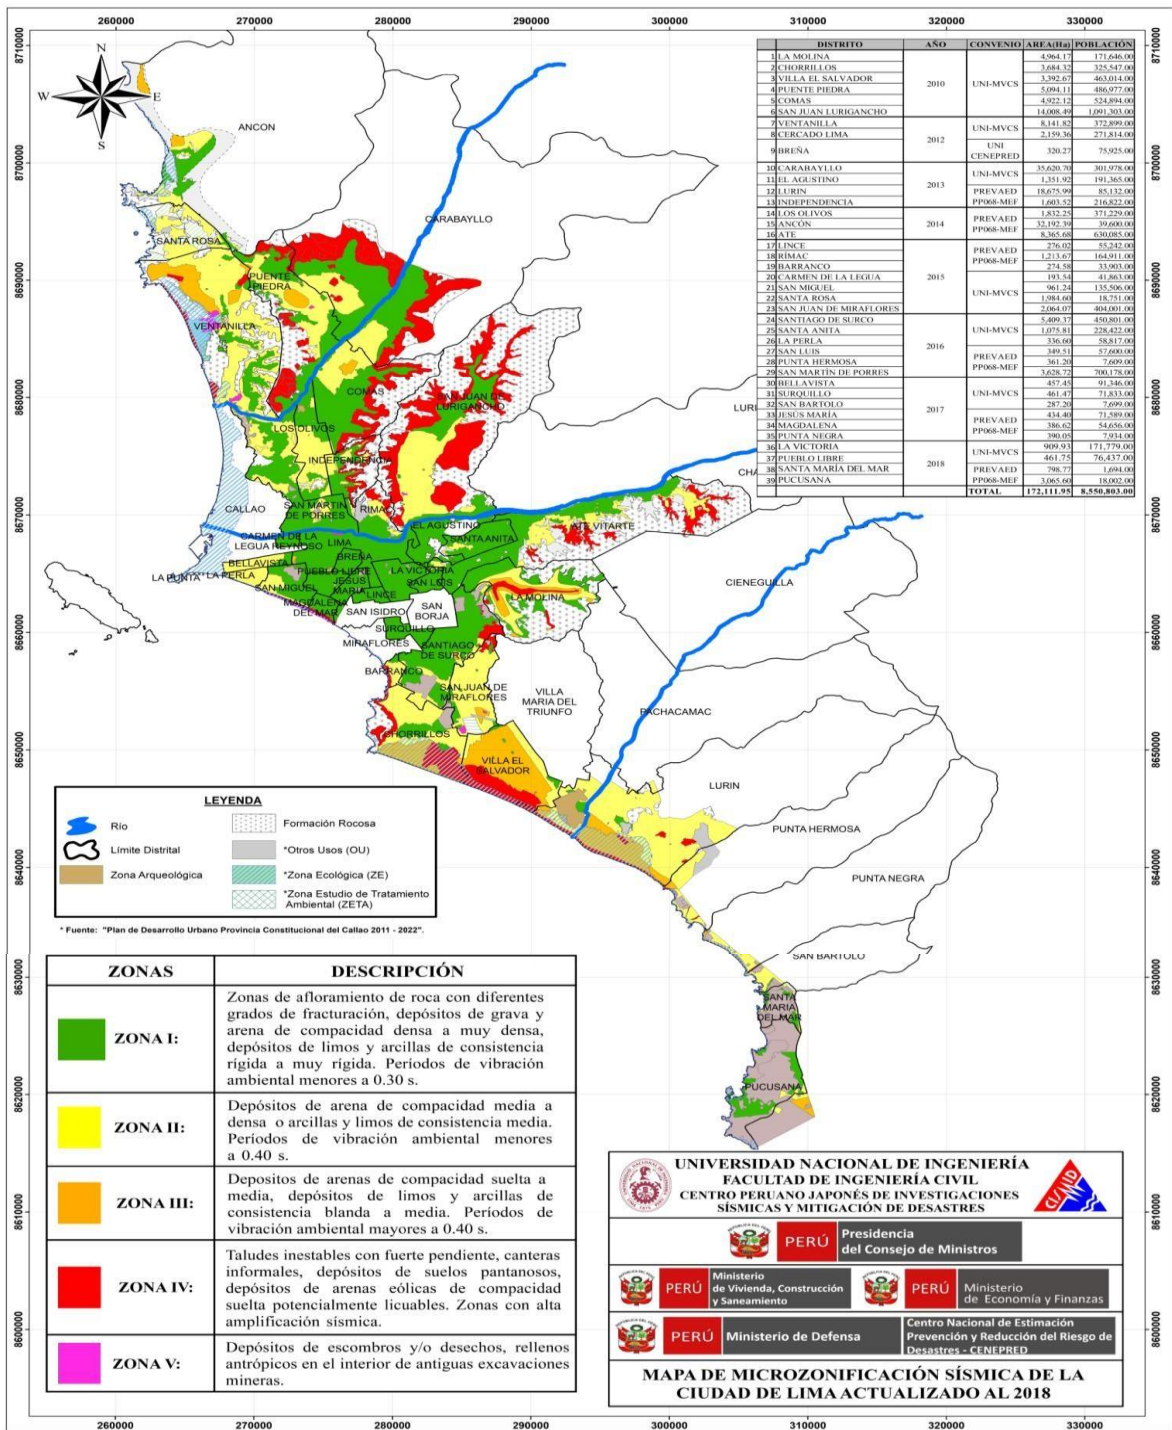 260000 270000 280000 290000 300000 310000 320000 330000
8710000
8700000
8690000
8680000
8670000
8660000
8650000
8640000
8630000
8620000
8610000
8600000
N
W E
S
DISTRITO AÑO CONVENIO AREA(Ha) POBLACIÓN
1 LA MOLINA 2010 UNI-MVCS 4,964.17 171,646.00
2 CHORRILLOS 3,684.32 325,547.00
3 VILLA EL SALVADOR 3,392.67 463,014.00
4 PUENTE PIEDRA 5,094.11 486,977.00
5 COMAS 4,922.12 524,894.00
6 SAN JUAN LURIGANCHO 14,008.49 1,091,303.00
7 VENTANILLA 2012 UNI-MVCS 8,141.82 372,899.00
8 CERCADO LIMA 2,159.36 271,814.00
9 BREÑA UNI CENEPRED 320.27 75,925.00
10 CARABAYLLO 2013 UNI-MVCS 35,620.70 301,978.00
11 EL AGUSTINO 1,351.92 191,365.00
12 LURIN PREVAED PP068-MEF 18,675.99 85,132.00
13 INDEPENDENCIA 1,603.52 216,822.00
14 LOS OLIVOS 2014 PREVAED PP068-MEF 1,832.25 371,229.00
15 ANCÓN 32,192.39 39,600.00
16 ATE 8,365.68 630,085.00
17 LINCE 2015 PREVAED PP068-MEF 276.02 55,242.00
18 RÍMAC 1,213.67 164,911.00
19 BARRANCO 274.58 33,903.00
20 CARMEN DE LA LEGUA UNI-MVCS 193.54 41,863.00
21 SAN MIGUEL 961.24 135,506.00
22 SANTA ROSA 1,984.60 18,751.00
23 SAN JUAN DE MIRAFLORES 2,064.07 404,001.00
24 SANTIAGO DE SURCO 2016 UNI-MVCS 5,409.37 450,801.00
25 SANTA ANITA 1,075.81 228,422.00
26 LA PERLA 336.60 58,817.00
27 SAN LUIS PREVAED PP068-MEF 349.51 57,600.00
28 PUNTA HERMOSA 361.20 7,609.00
29 SAN MARTÍN DE PORRES 3,628.72 700,178.00
30 BELLAVISTA 2017 UNI-MVCS 457.45 91,346.00
31 SURQUILLO 461.47 71,833.00
32 SAN BARTOLO 287.20 7,699.00
33 JESÚS MARÍA PREVAED PP068-MEF 434.40 71,589.00
34 MAGDALENA 386.62 54,656.00
35 PUNTA NEGRA 390.05 7,934.00
36 LA VICTORIA 2018 UNI-MVCS 909.93 171,779.00
37 PUEBLO LIBRE 461.75 76,437.00
38 SANTA MARÍA DEL MAR PREVAED PP068-MEF 798.77 1,694.00
39 PUCUSANA 3,065.60 18,002.00
TOTAL 172,111.95 8,550,803.00
ANCON
CARABAYLLO
SANTA ROSA
PUENTE
PIEDRA
VENTANILLA
COMAS
SAN JUAN DE
LURIGANCHO
LURI
LOS OLIVOS
INDEPENDENCIA
CHA
CALLAO
SAN MARTIN
DE PORRES
RIMAC
EL AGUSTINO
ATE VITARTE
CARMEN DE LA
LEGUA REYNOSO
LIMA
SANTA ANITA
BREÑA
BELLAVISTA
PUEBLO LIBRE
LA VICTORIA
LA PUNTA
LA PERLA
JESUS
MARIA
SAN LUIS
SAN MIGUEL
LINCE
LA MOLINA
CIENEGUILLA
MAGDALENA
DEL MAR
SAN ISIDRO
SAN
BORJA
SURQUILLO
MIRAFLORES
SANTIAGO
DE SURCO
BARRANCO
SAN JUAN DE
MIRAFLORES
VILLA
MARIA DEL
TRIUNFO
PACHACAMAC
CHORRILLOS
VILLA EL
SALVADOR
LURIN
PUNTA HERMOSA
PUNTA NEGRA
SAN BARTOLO
SANTA
MARIA
DEL MAR
PUCUSANA
LEYENDA
Río
Límite Distrital
Zona Arqueológica
Formación Rocosa
*Otros Usos (OU)
*Zona Ecológica (ZE)
*Zona Estudio de Tratamiento
Ambiental (ZETA)
* Fuente: "Plan de Desarrollo Urbano Provincia Constitucional del Callao 2011 - 2022".
ZONAS DESCRIPCIÓN
ZONA I:
Zonas de afloramiento de roca con diferentes
grados de fracturación, depósitos de grava y
arena de compacidad densa a muy densa,
depósitos de limos y arcillas de consistencia
rígida a muy rígida. Períodos de vibración
ambiental menores a 0.30 s.
ZONA II:
Depósitos de arena de compacidad media a
densa o arcillas y limos de consistencia media.
Períodos de vibración ambiental menores
a 0.40 s.
ZONA III:
Depositos de arenas de compacidad suelta a
media, depósitos de limos y arcillas de
consistencia blanda a media. Períodos de
vibración ambiental mayores a 0.40 s.
ZONA IV:
Taludes inestables con fuerte pendiente, canteras
informales, depósitos de suelos pantanosos,
depósitos de arenas eólicas de compacidad
suelta potencialmente licuables. Zonas con alta
amplificación sísmica.
ZONA V:
Depósitos de escombros y/o desechos, rellenos
antrópicos en el interior de antiguas excavaciones
mineras.
UNIVERSIDAD NACIONAL DE INGENIERÍA
FACULTAD DE INGENIERÍA CIVIL
CENTRO PERUANO JAPONÉS DE INVESTIGACIONES
SÍSMICAS Y MITIGACIÓN DE DESASTRES
PERÚ Presidencia
del Consejo de Ministros
PERÚ Ministerio
de Vivienda, Construcción
y Saneamiento
PERÚ Ministerio
de Economía y Finanzas
PERÚ Ministerio de Defensa
Centro Nacional de Estimación
Prevención y Reducción del Riesgo de
Desastres - CENEPRED
MAPA DE MICROZONIFICACIÓN SÍSMICA DE LA
CIUDAD DE LIMA ACTUALIZADO AL 2018
260000 270000 280000 290000 300000 310000 320000 330000